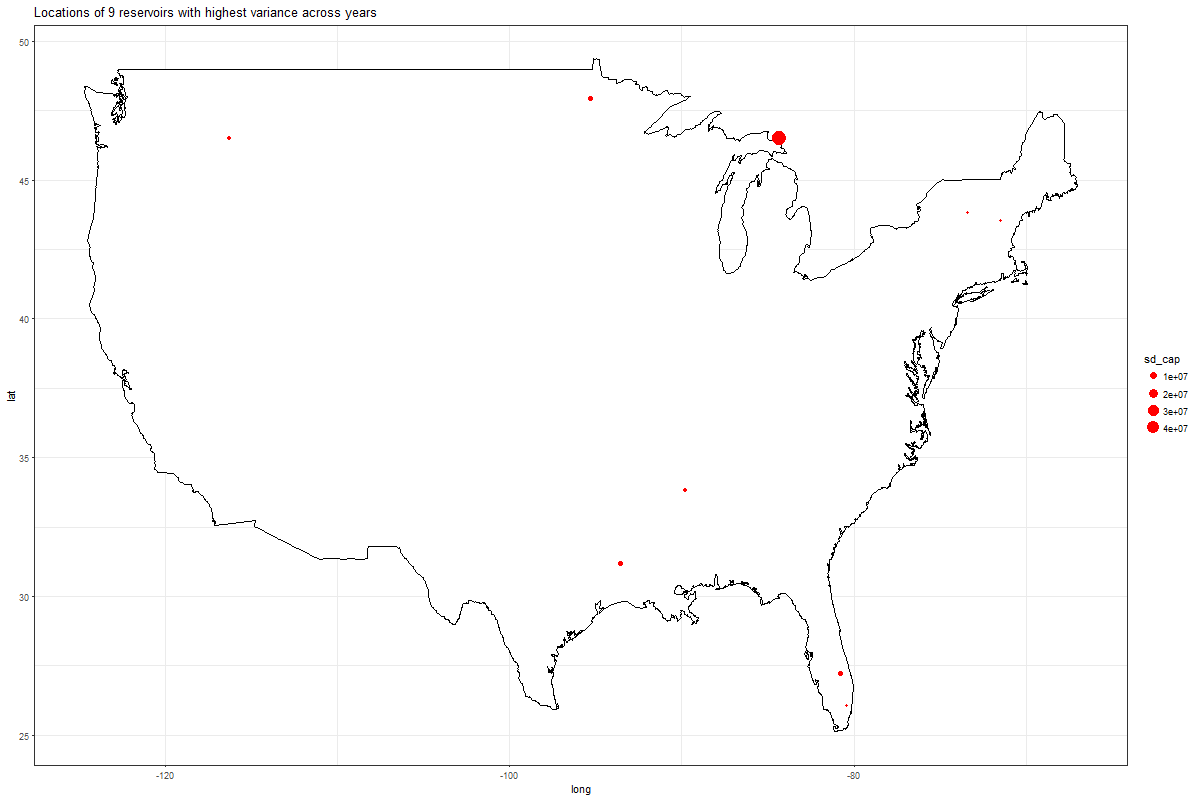 Locations of 9 reservoirs with highest variance across years
50
45
40
35
30
25
lat
-120
-100
-80
long
sd_cap
1e+07
2e+07
3e+07
4e+07